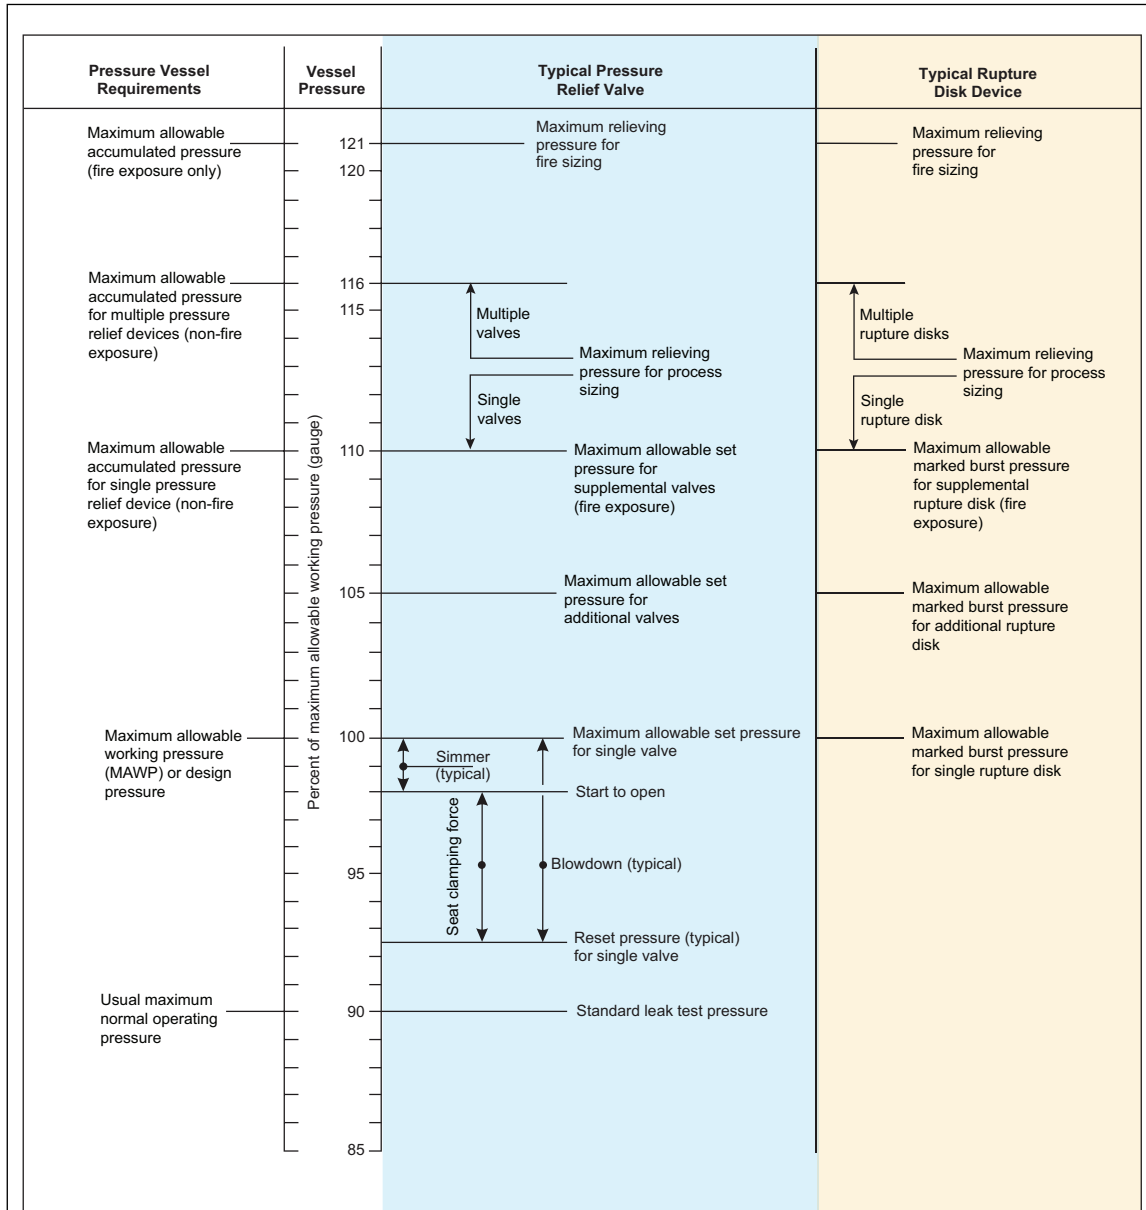 Pressure Vessel
Requirements
Vessel
Pressure
Typical Pressure
Relief Valve
Typical Rupture
Disk Device
Maximum allowable
accumulated pressure
(fire exposure only)
121
120
Maximum relieving
pressure for
fire sizing
Maximum relieving
pressure for
fire sizing
Maximum allowable
accumulated pressure
for multiple pressure
relief devices (non-fire
exposure)
116
115
Multiple
valves
Maximum relieving
pressure for process
sizing
Single
valves
Multiple
rupture disks
Maximum relieving
pressure for process
sizing
Single
rupture disk
Maximum allowable
accumulated pressure
for single pressure
relief device (non-fire
exposure)
110
Maximum allowable set
pressure for
supplemental valves
(fire exposure)
Maximum allowable
marked burst pressure
for supplemental
rupture disk (fire
exposure)
Percent of maximum allowable working pressure (gauge)
105
Maximum allowable set
pressure for
additional valves
Maximum allowable
marked burst pressure
for additional rupture
disk
Maximum allowable
working pressure
(MAWP) or design
pressure
100
Simmer
(typical)
Maximum allowable set pressure
for single valve
Maximum allowable
marked burst pressure
for single rupture disk
Start to open
Seat clamping force
95
Blowdown (typical)
Reset pressure (typical)
for single valve
Usual maximum
normal operating
pressure
90
Standard leak test pressure
85